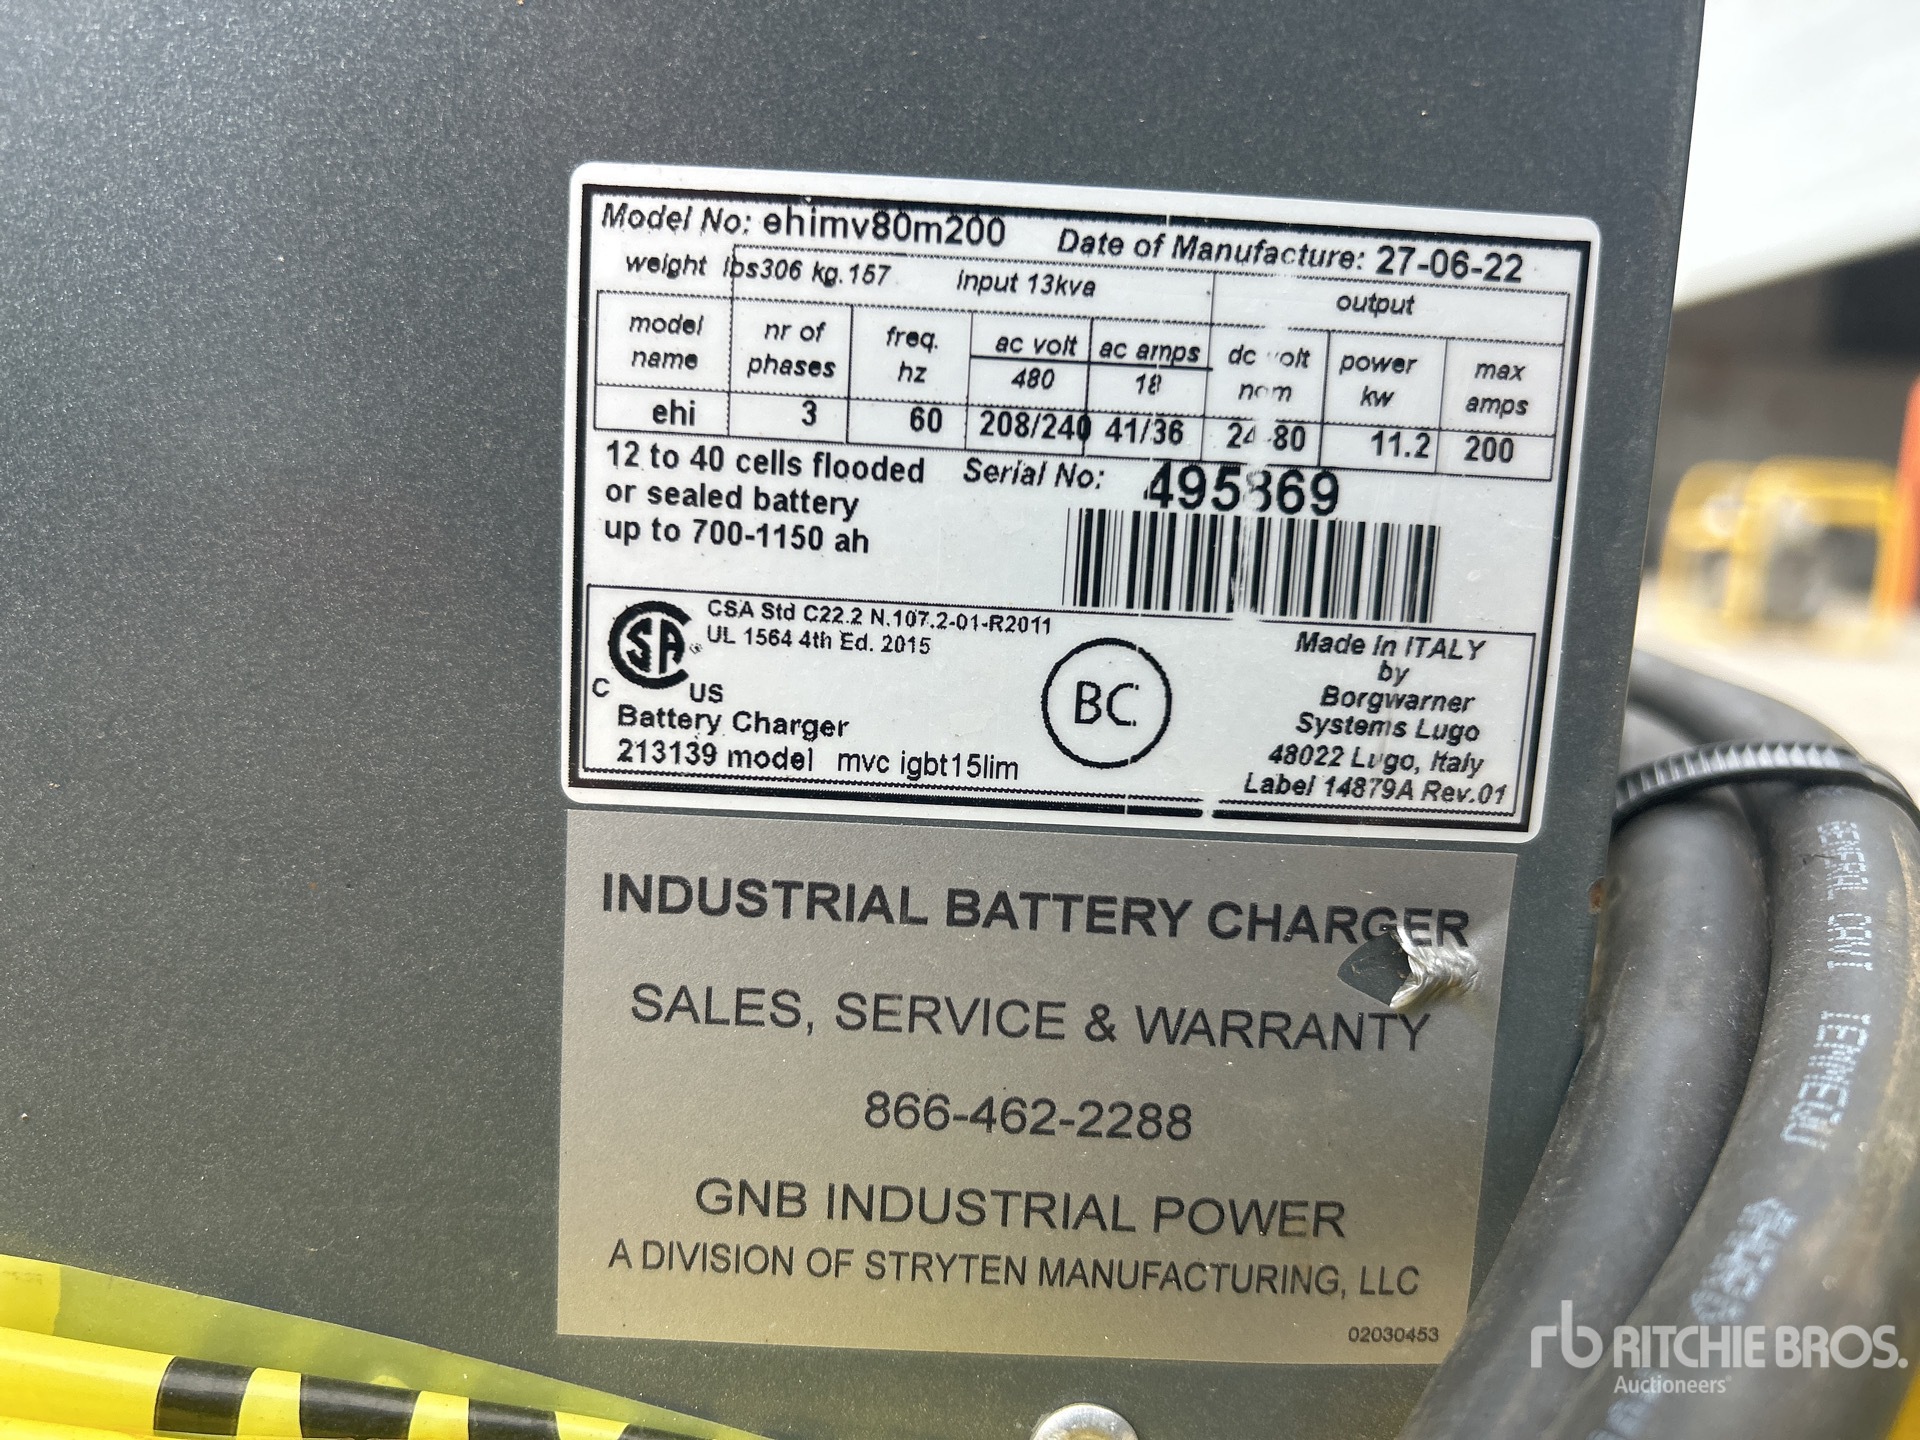 Model No: ehimv80m200 Date of Manufacture: 27-06-22
weight lbs306 kg.157 input 13kva output
model name nr of phases freq. hz ac volt 480 ac amps 18 dc volt nom power kw max amps
ehi 3 60 208/240 41/36 24-80 11.2 200
12 to 40 cells flooded
or sealed battery
up to 700-1150 ah
Serial No:
CSA Std C22.2 N.107.2-01-R2011
UL 1564 4th Ed. 2015
SA
C US
Battery Charger
213139 model mvc igbt15lim
BC
Made in ITALY
by
Borgwarner
Systems Lugo
48022 Lugo, Italy
Label 14879A Rev.01
INDUSTRIAL BATTERY CHARGER
SALES, SERVICE & WARRANTY
866-462-2288
GNB INDUSTRIAL POWER
A DIVISION OF STRYTEN MANUFACTURING, LLC
02030453
rb RITCHIE BROS.
Auctioneers